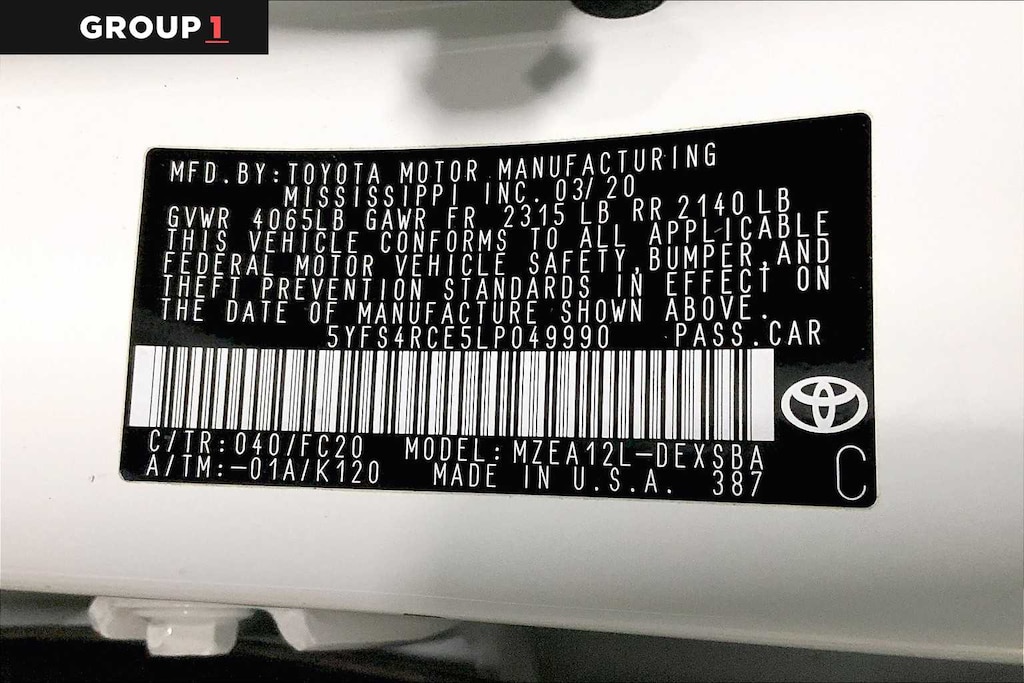 GROUP 1
MFD.BY:TOYOTA MOTOR MANUFACTURING
MISSISSIPPI INC. 03/20
GVWR 4065LB GAWR FR 2315 LB RR 2140 LB
THIS VEHICLE CONFORMS TO ALL APPLICABLE
FEDERAL MOTOR VEHICLE SAFETY,BUMPER,AND
THEFT PREVENTION STANDARDS IN EFFECT ON
THE DATE OF MANUFACTURE SHOWN ABOVE.
5YFS4RCE5LP049990 PASS.CAR
C/TR:040/FC20 MODEL:MZEA12L-DEXSBA
A/TM:-01A/K120 MADE IN U.S.A. 387
C